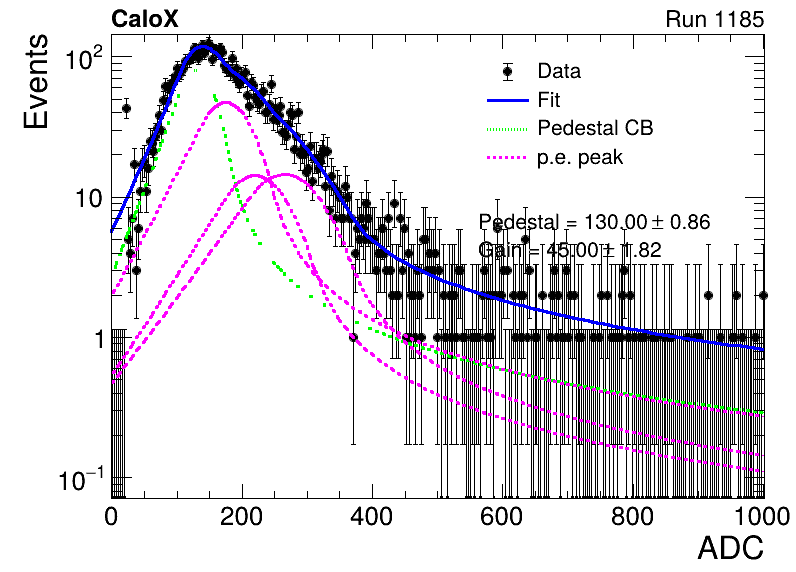 CaloX Run 1185
Events
10²
10
1
10⁻¹
Data
Fit
Pedestal CB
p.e. peak
Pedestal = 130.00 ± 0.86
Gain = 45.00 ± 1.82
0 200 400 600 800 1000
ADC